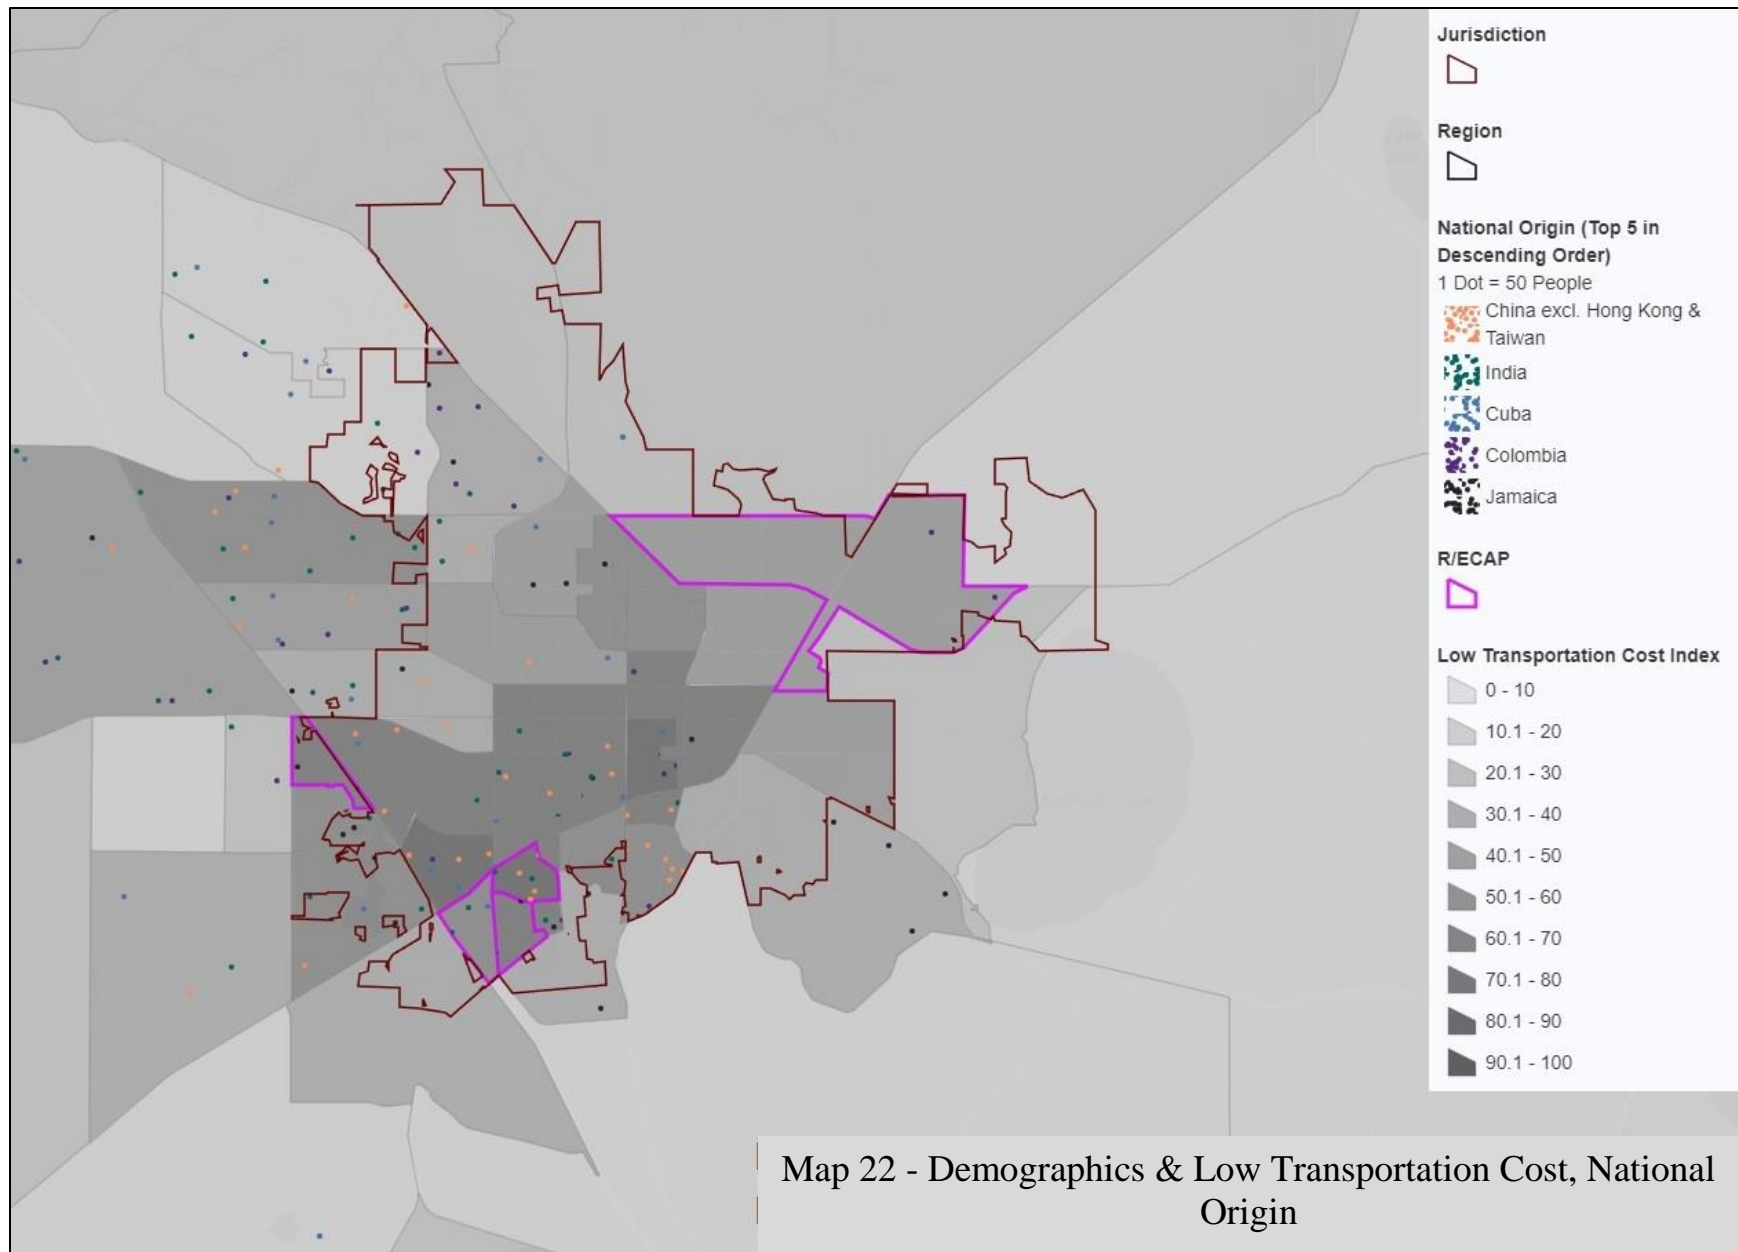 Jurisdiction
Region
National Origin (Top 5 in
Descending Order)
1 Dot = 50 People
China excl. Hong Kong &
Taiwan
India
Cuba
Colombia
Jamaica
R/ECAP
Low Transportation Cost Index
0 - 10
10.1 - 20
20.1 - 30
30.1 - 40
40.1 - 50
50.1 - 60
60.1 - 70
70.1 - 80
80.1 - 90
90.1 - 100
Map 22 - Demographics & Low Transportation Cost, National
Origin